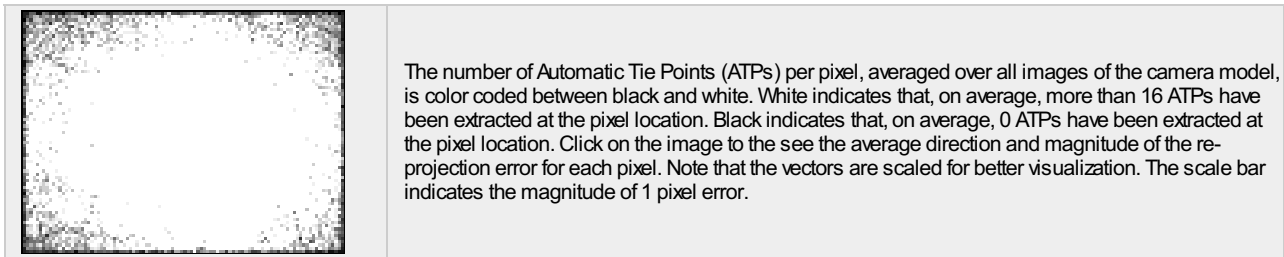 The number of Automatic Tie Points (ATPs) per pixel, averaged over all images of the camera model,
is color coded between black and white. White indicates that, on average, more than 16 ATPs have
been extracted at the pixel location. Black indicates that, on average, 0 ATPs have been extracted at
the pixel location. Click on the image to the see the average direction and magnitude of the re-
projection error for each pixel. Note that the vectors are scaled for better visualization. The scale bar
indicates the magnitude of 1 pixel error.